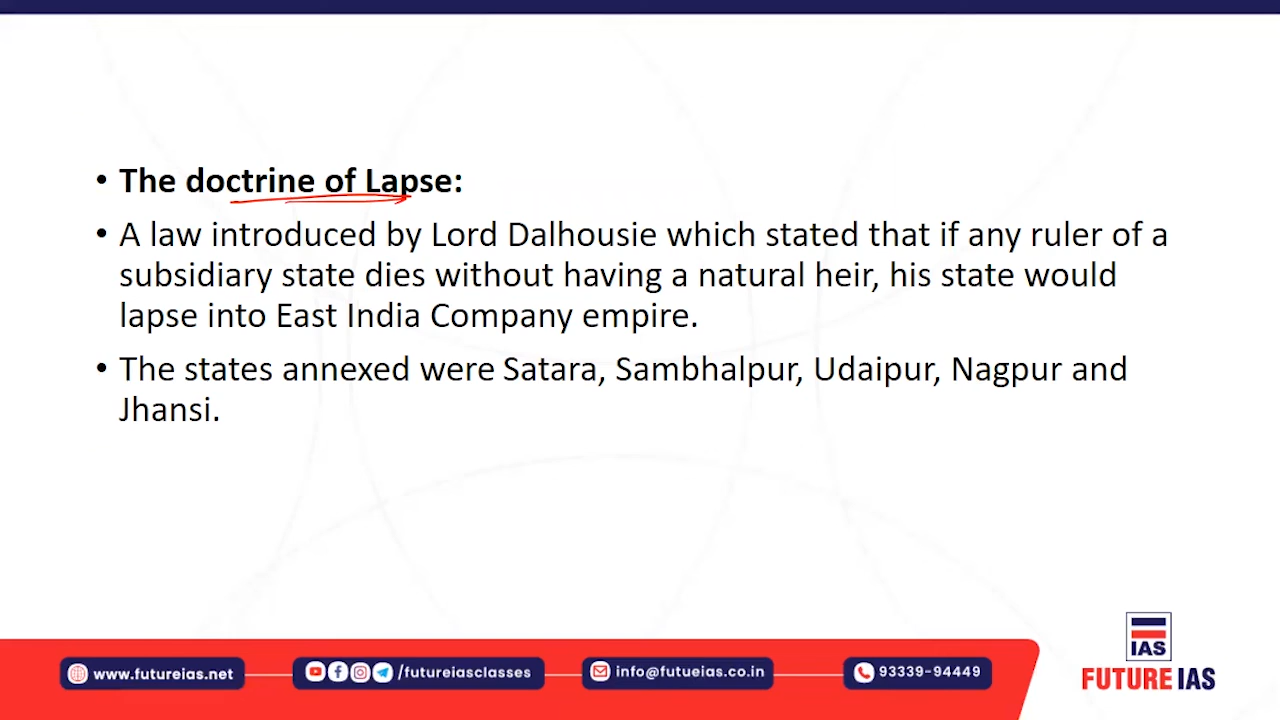 • The doctrine of Lapse:
• A law introduced by Lord Dalhousie which stated that if any ruler of a
subsidiary state dies without having a natural heir, his state would
lapse into East India Company empire.
• The states annexed were Satara, Sambhalpur, Udaipur, Nagpur and
Jhansi.
IAS
FUTURE IAS
www.futureias.net
/futureiasclasses
info@futueias.co.in
93339-94449